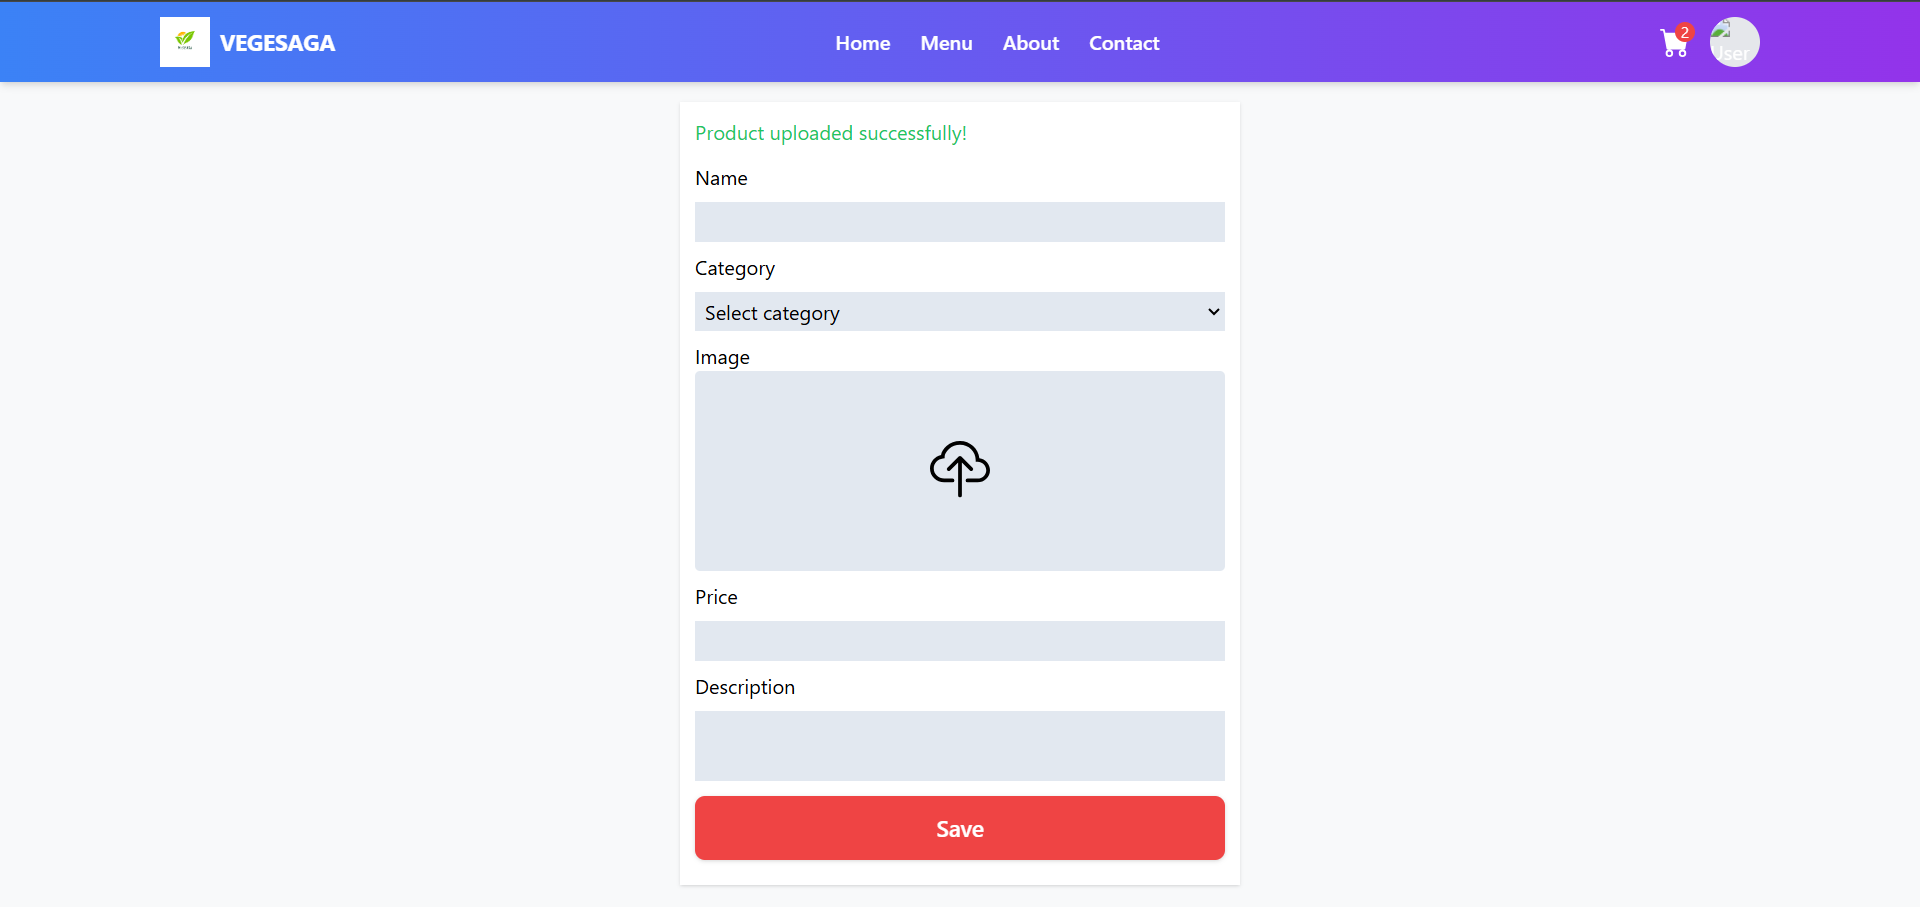 VEGESAGA
Home
Menu
About
Contact
2
User
Product uploaded successfully!
Name
Category
Select category
Image
Price
Description
Save